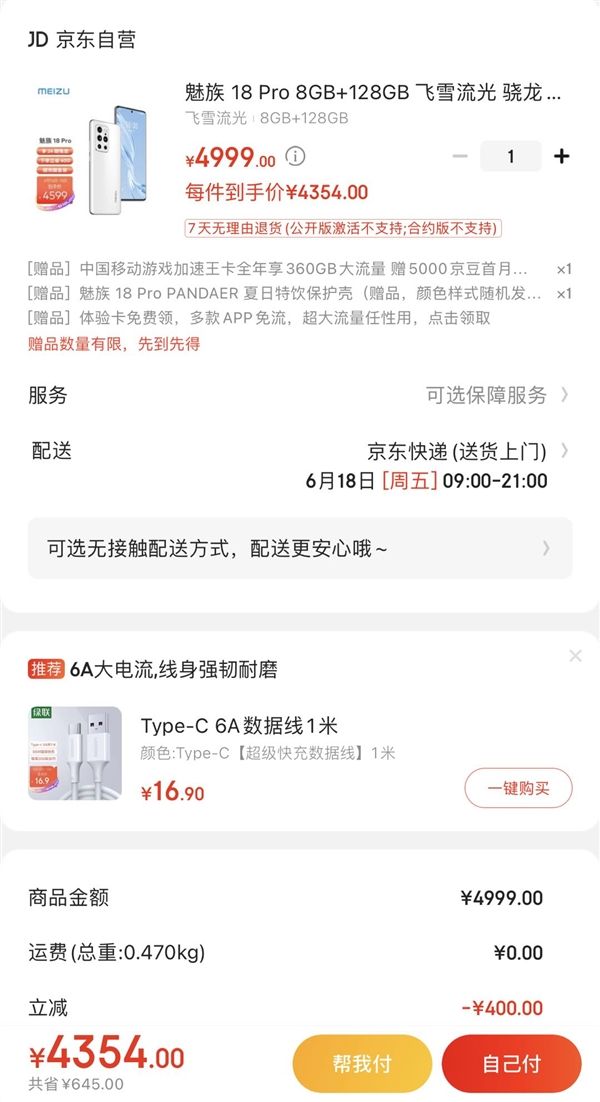 JD 京东自营
MEIZU
魅族 18 Pro
4599
魅族 18 Pro 8GB+128GB 飞雪流光 骁龙...
飞雪流光 8GB+128GB
¥4999.00
1
每件到手价¥4354.00
7天无理由退货(公开版激活不支持;合约版不支持)
[赠品] 中国移动游戏加速王卡全年享360GB大流量 赠5000京豆首月... ×1
[赠品] 魅族 18 Pro PANDAER 夏日特饮保护壳（赠品，颜色样式随机发... ×1
[赠品] 体验卡免费领，多款APP免流，超大流量任性用，点击领取
赠品数量有限，先到先得
服务 可选保障服务
配送 京东快递(送货上门)
6月18日 [周五] 09:00-21:00
可选无接触配送方式，配送更安心哦~
推荐 6A大电流,线身强韧耐磨
绿联
16.9
Type-C 6A数据线1米
颜色:Type-C【超级快充数据线】1米
¥16.90
一键购买
商品金额 ¥4999.00
运费(总重:0.470kg) ¥0.00
立减 -¥400.00
¥4354.00
共省¥645.00
帮我付
自己付